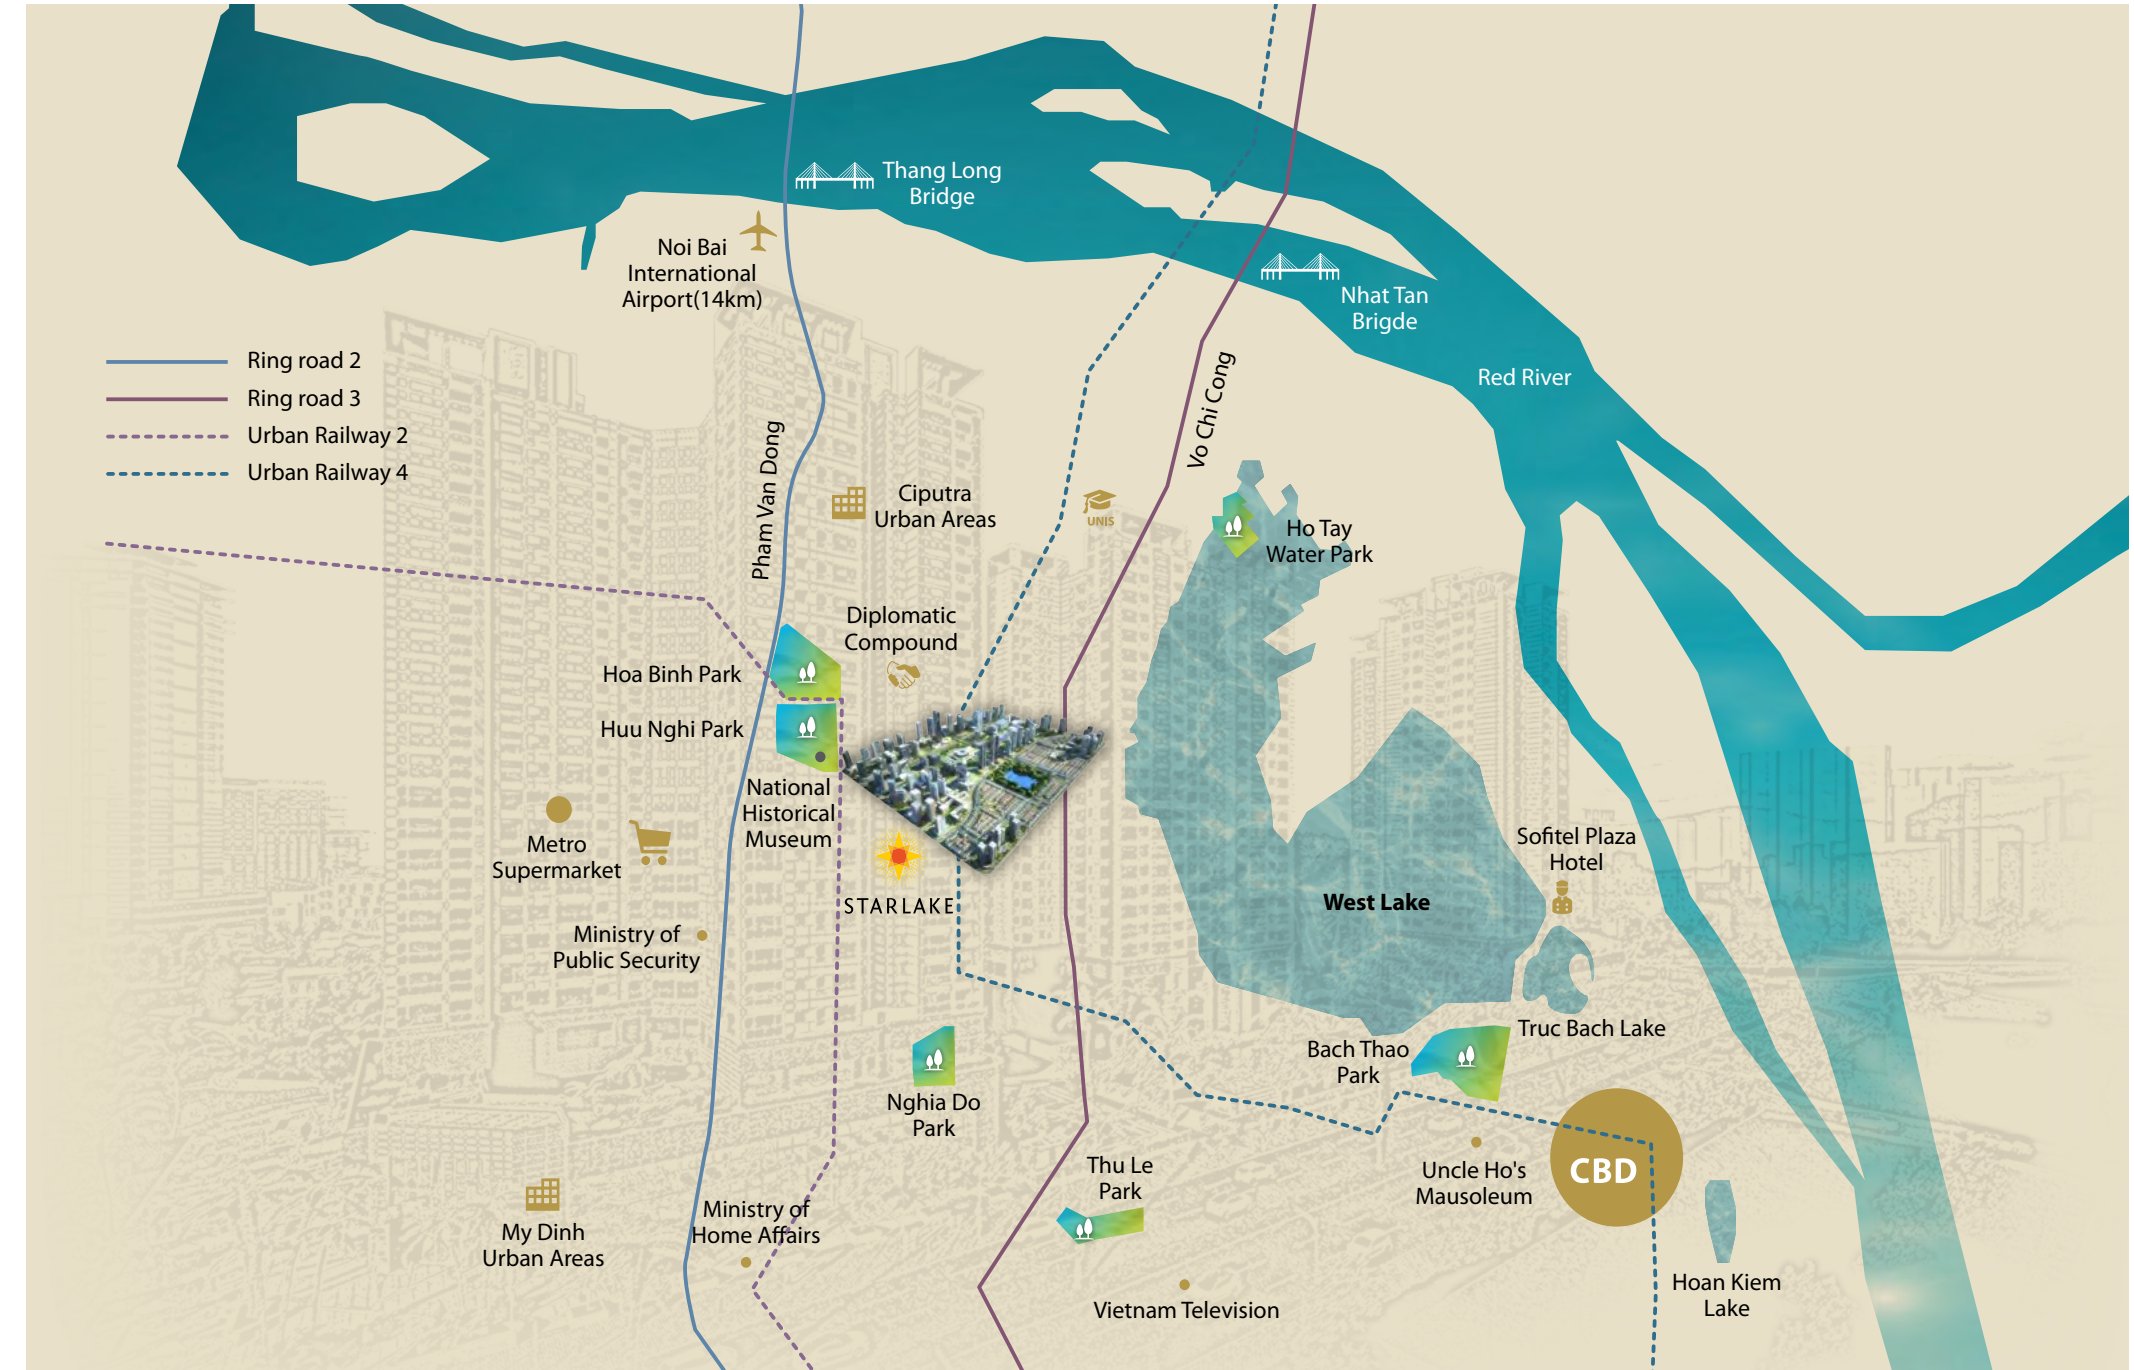 Thang Long
Bridge
Noi Bai
International
Airport(14km)
Nhat Tan
Brigde
Red River
Ring road 2
Ring road 3
Urban Railway 2
Urban Railway 4
Pham Van Dong
Vo Chi Cong
Ciputra
Urban Areas
UNIS
Ho Tay
Water Park
Diplomatic
Compound
Hoa Binh Park
Huu Nghi Park
National
Historical
Museum
Metro
Supermarket
STARLAKE
Sofitel Plaza
Hotel
West Lake
Ministry of
Public Security
Truc Bach Lake
Bach Thao
Park
Nghia Do
Park
Thu Le
Park
Uncle Ho's
Mausoleum
CBD
My Dinh
Urban Areas
Ministry of
Home Affairs
Vietnam Television
Hoan Kiem
Lake